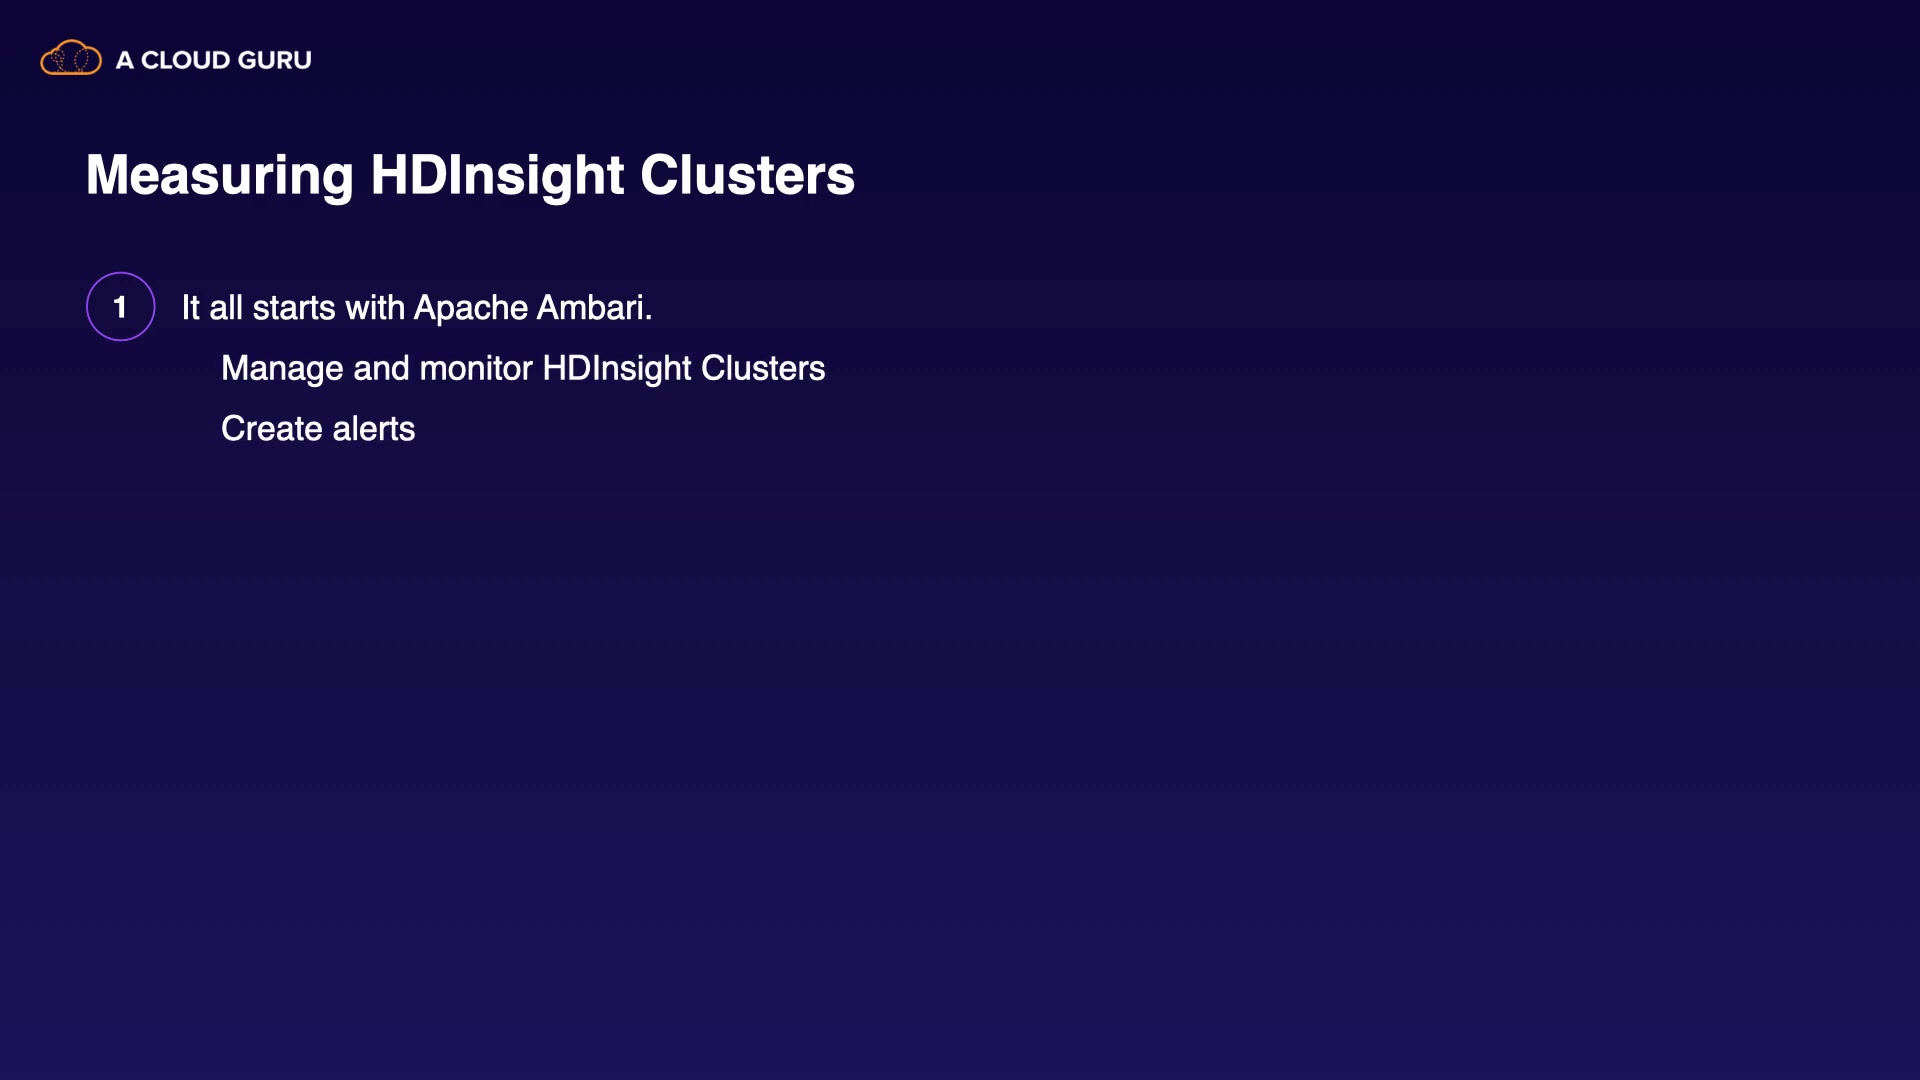 A CLOUD GURU
Measuring HDInsight Clusters
1 It all starts with Apache Ambari.
Manage and monitor HDInsight Clusters
Create alerts